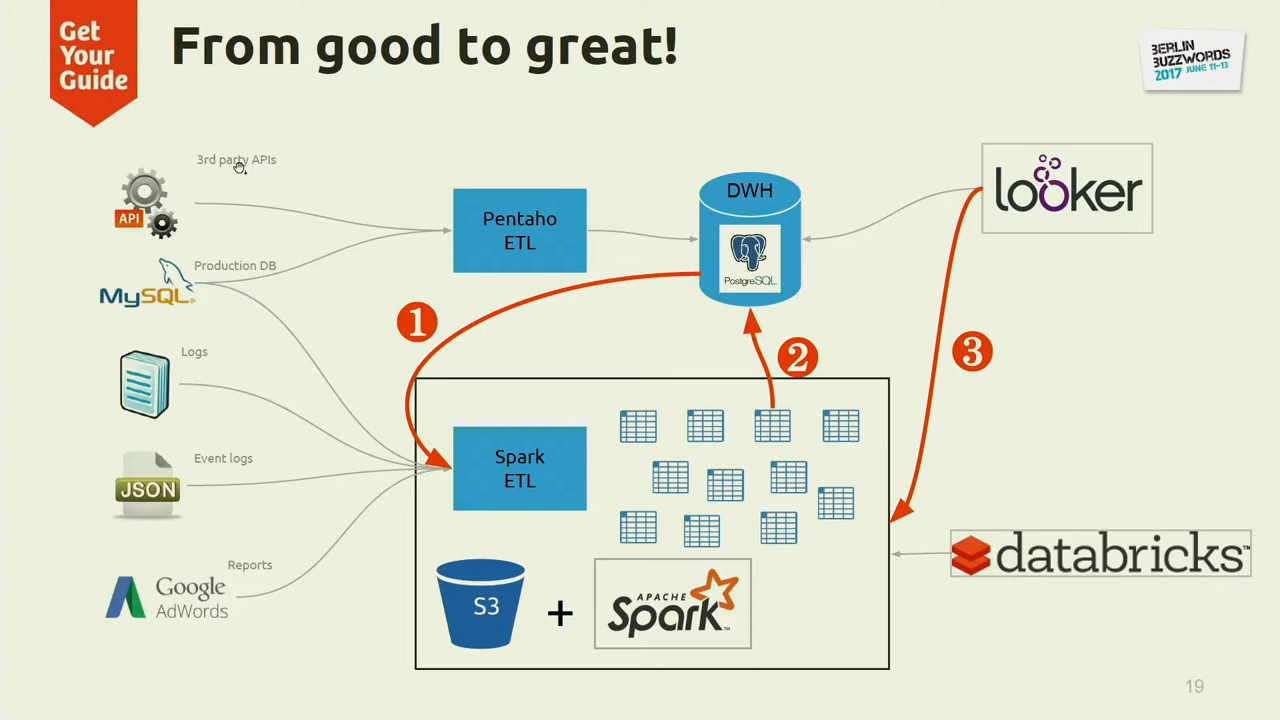 Get
Your
Guide
From good to great!
BERLIN
BUZZWORDS
2017 JUNE 11-13
3rd party APIs
API
Production DB
MySQL
Logs
Event logs
JSON
Reports
Google
AdWords
Pentaho
ETL
DWH
PostgreSQL
looker
1
2
3
Spark
ETL
S3
+
APACHE
Spark™
databricks™
19